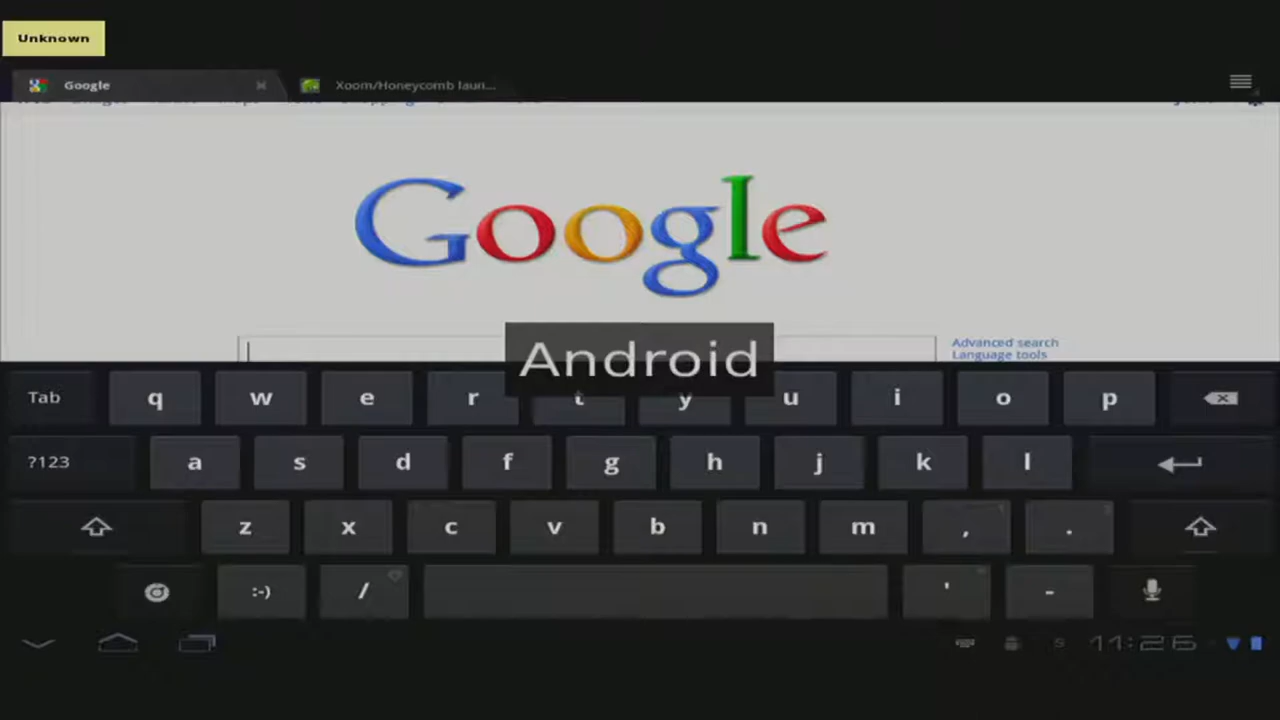 Unknown
Google
Xoom/Honeycomb laun...
Google
Advanced search
Language tools
Android
Tab q w e r t y u i o p
?123 a s d f g h j k l
z x c v b n m , .
:-) / ' -
11:26